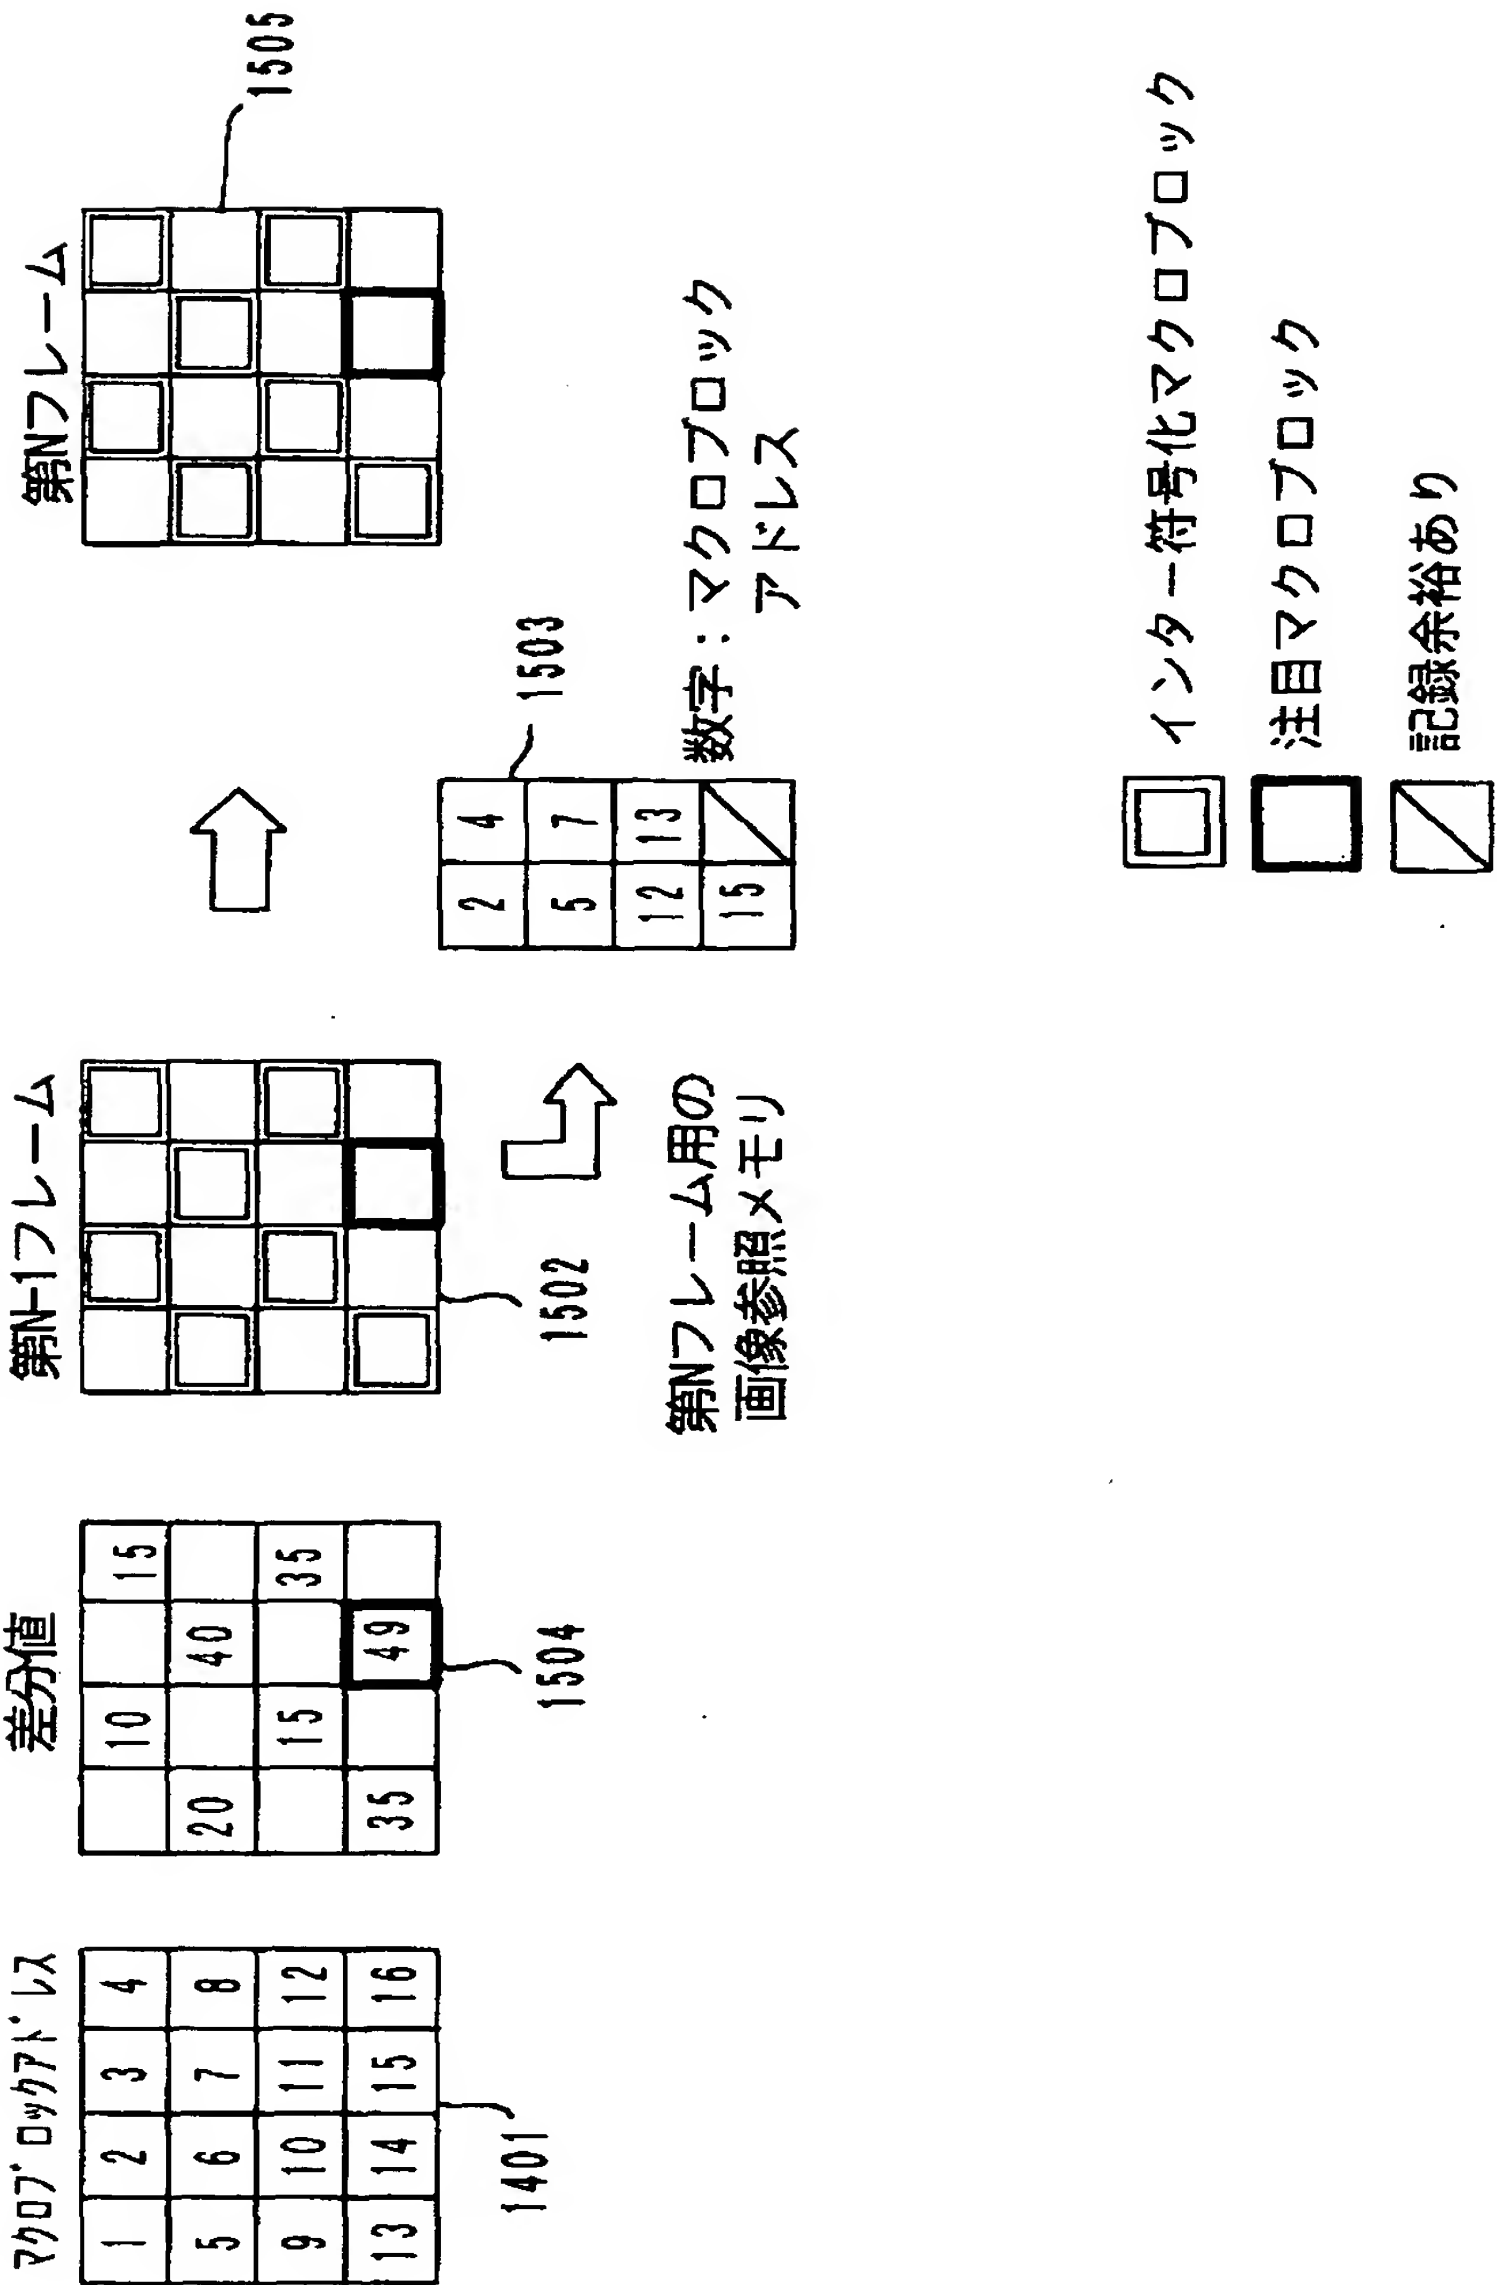 マクロブロックアドレス
1 2 3 4
5 6 7 8
9 10 11 12
13 14 15 16
1401
差分値
10 15
20 40
15 35
35 49
1504
第N-1フレーム
1502
第Nフレーム用の
画像参照メモリ
2 4
5 7
12 13
15
1503
数字：マクロブロック
アドレス
第Nフレーム
1505
インター符号化マクロブロック
注目マクロブロック
記録余裕あり